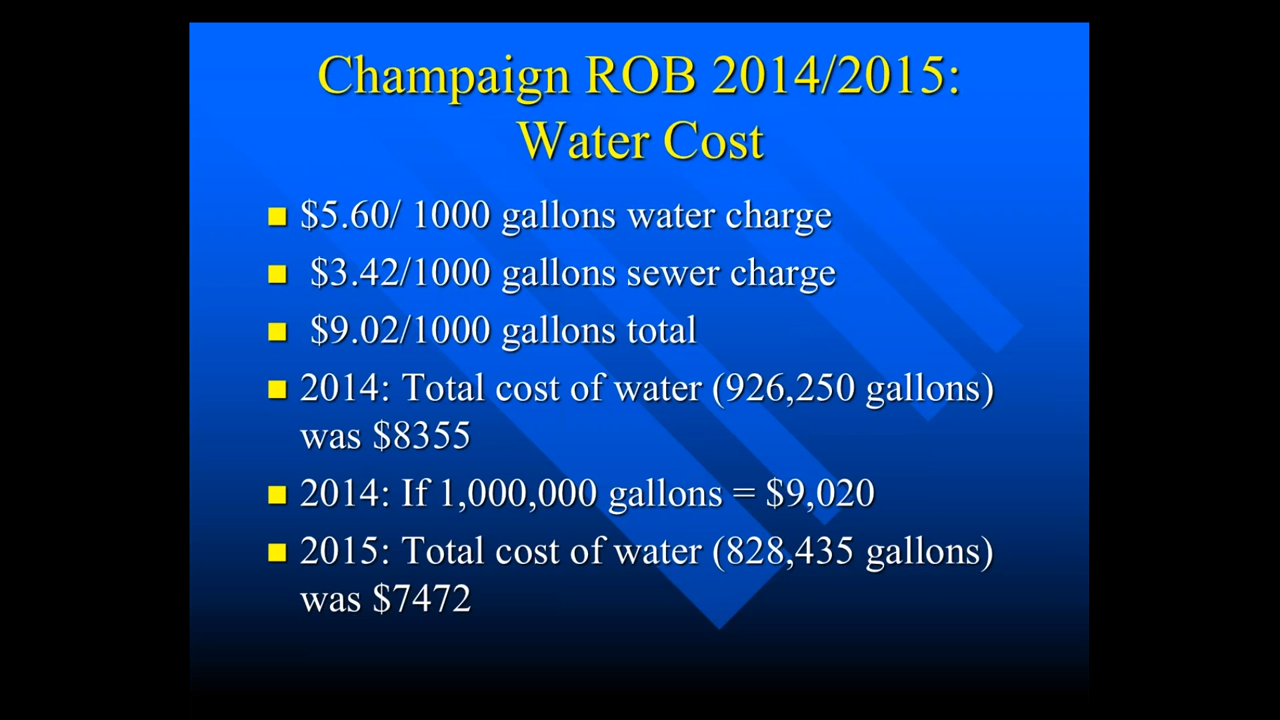 Champaign ROB 2014/2015:
Water Cost
$5.60/ 1000 gallons water charge
$3.42/1000 gallons sewer charge
$9.02/1000 gallons total
2014: Total cost of water (926,250 gallons)
was $8355
2014: If 1,000,000 gallons = $9,020
2015: Total cost of water (828,435 gallons)
was $7472